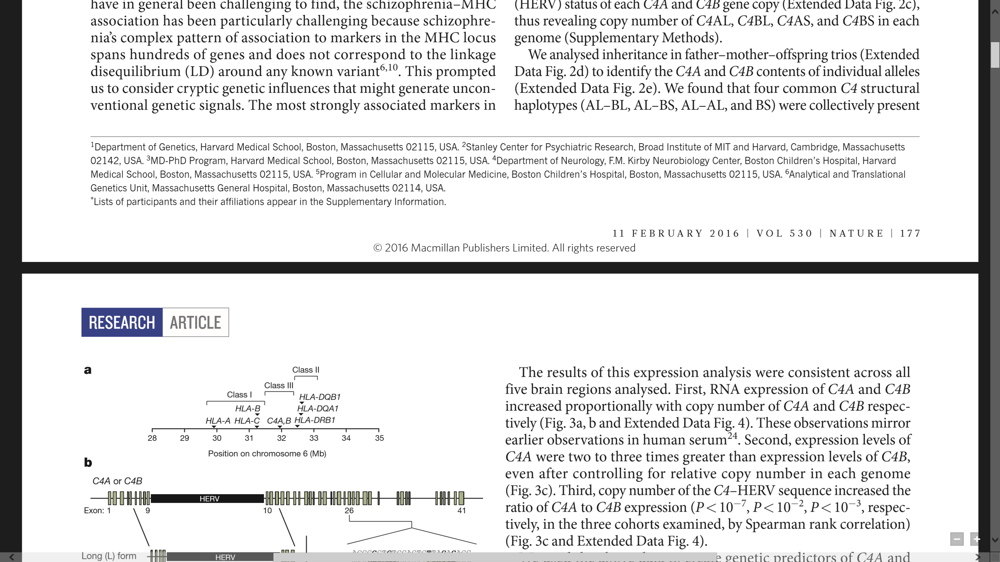 have in general been challenging to find, the schizophrenia–MHC
association has been particularly challenging because schizophre-
nia's complex pattern of association to markers in the MHC locus
spans hundreds of genes and does not correspond to the linkage
disequilibrium (LD) around any known variant6,10. This prompted
us to consider cryptic genetic influences that might generate uncon-
ventional genetic signals. The most strongly associated markers in
(HERV) status of each C4A and C4B gene copy (Extended Data Fig. 2c),
thus revealing copy number of C4AL, C4BL, C4AS, and C4BS in each
genome (Supplementary Methods).
We analysed inheritance in father–mother–offspring trios (Extended
Data Fig. 2d) to identify the C4A and C4B contents of individual alleles
(Extended Data Fig. 2e). We found that four common C4 structural
haplotypes (AL–BL, AL–BS, AL–AL, and BS) were collectively present
1Department of Genetics, Harvard Medical School, Boston, Massachusetts 02115, USA. 2Stanley Center for Psychiatric Research, Broad Institute of MIT and Harvard, Cambridge, Massachusetts
02142, USA. 3MD-PhD Program, Harvard Medical School, Boston, Massachusetts 02115, USA. 4Department of Neurology, F.M. Kirby Neurobiology Center, Boston Children's Hospital, Harvard
Medical School, Boston, Massachusetts 02115, USA. 5Program in Cellular and Molecular Medicine, Boston Children's Hospital, Boston, Massachusetts 02115, USA. 6Analytical and Translational
Genetics Unit, Massachusetts General Hospital, Boston, Massachusetts 02114, USA.
*Lists of participants and their affiliations appear in the Supplementary Information.
11 FEBRUARY 2016 | VOL 530 | NATURE | 177
© 2016 Macmillan Publishers Limited. All rights reserved
RESEARCH ARTICLE
a
Class II
Class III
Class I
HLA-DQB1
HLA-B HLA-DQA1
HLA-A HLA-C C4A,B HLA-DRB1
28 29 30 31 32 33 34 35
Position on chromosome 6 (Mb)
b
C4A or C4B
HERV
Exon: 1 9 10 26 41
Long (L) form HERV
The results of this expression analysis were consistent across all
five brain regions analysed. First, RNA expression of C4A and C4B
increased proportionally with copy number of C4A and C4B respec-
tively (Fig. 3a, b and Extended Data Fig. 4). These observations mirror
earlier observations in human serum24. Second, expression levels of
C4A were two to three times greater than expression levels of C4B,
even after controlling for relative copy number in each genome
(Fig. 3c). Third, copy number of the C4–HERV sequence increased the
ratio of C4A to C4B expression (P < 10−7, P < 10−2, P < 10−3, respec-
tively, in the three cohorts examined, by Spearman rank correlation)
(Fig. 3c and Extended Data Fig. 4).
genetic predictors of C4A and